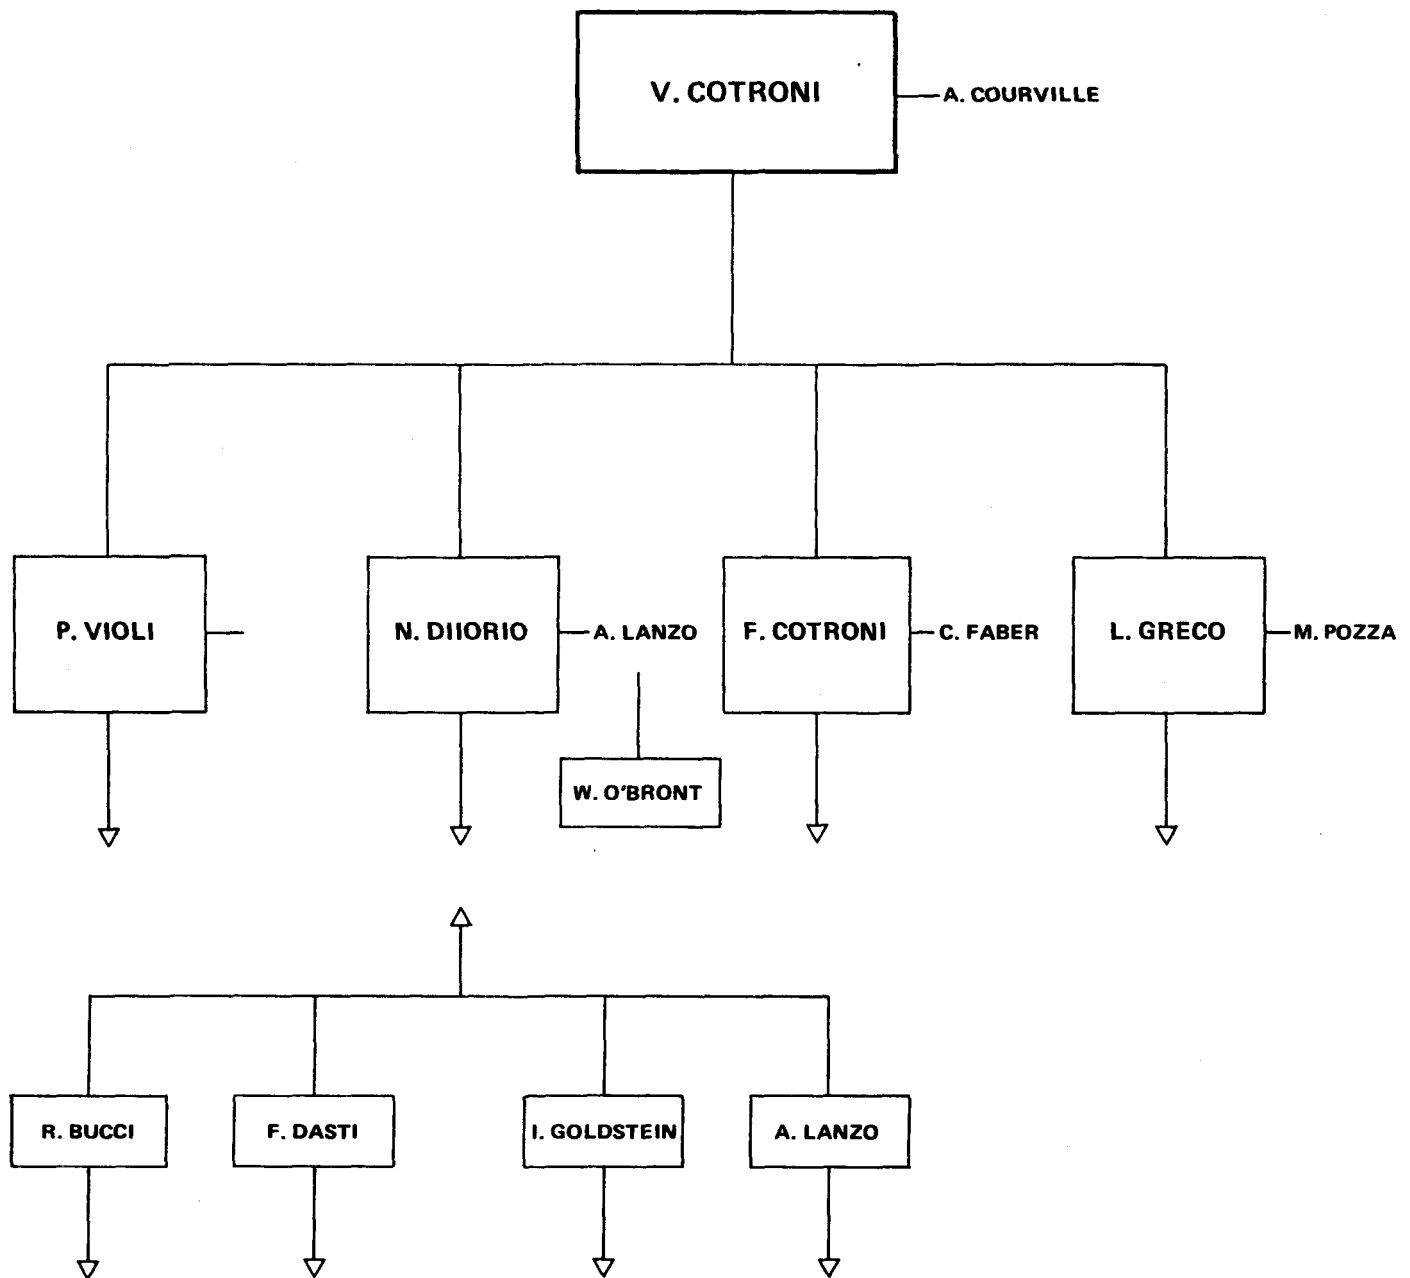 V. COTRONI
A. COURVILLE
P. VIOLI
N. DIIORIO
A. LANZO
F. COTRONI
C. FABER
L. GRECO
M. POZZA
W. O'BRONT
R. BUCCI
F. DASTI
I. GOLDSTEIN
A. LANZO